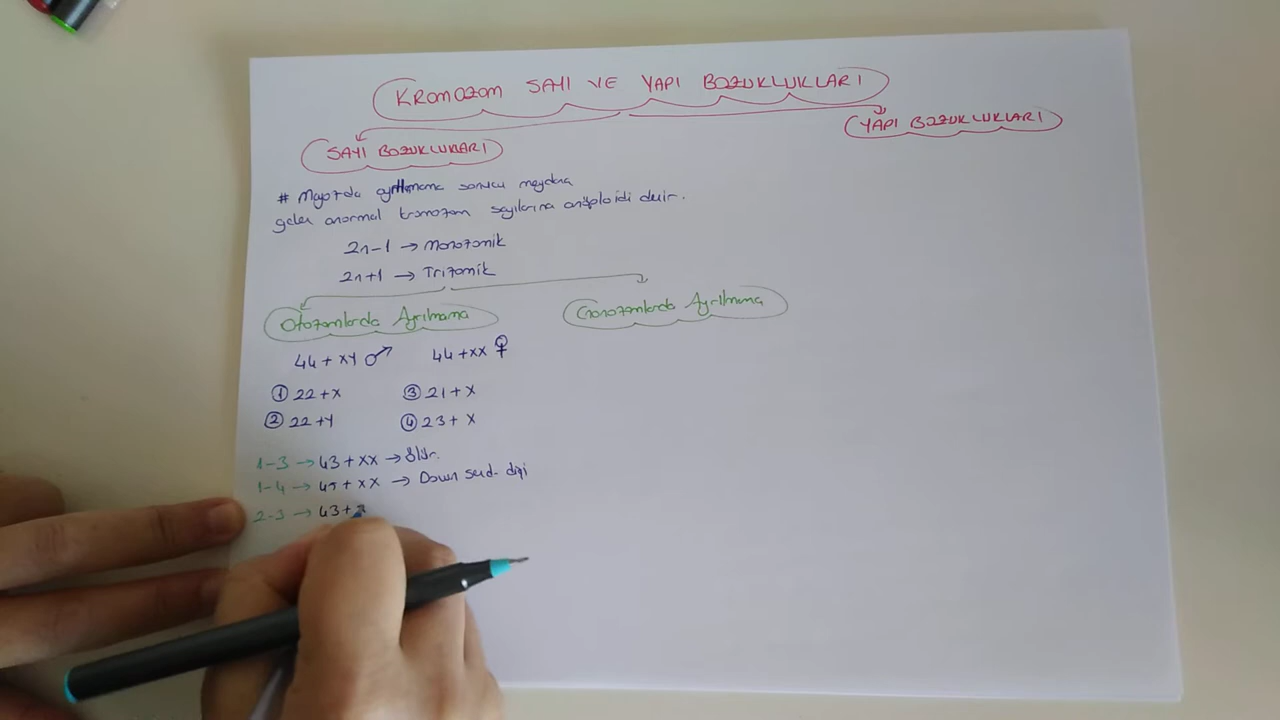 KROMOZOM SAYI VE YAPI BOZUKLUKLARI
SAYI BOZUKLUKLARI
YAPI BOZUKLUKLARI
# Mayozda ayrılmama sonucu meydana
gelen anormal kromozom sayılarına anöploidi denir.
2n-1 → Monozomik
2n+1 → Trizomik
Otozomlarda Ayrılmama
Gonozomlarda Ayrılmama
44+XY ♂ 44+XX ♀
① 22+X ③ 21+X
② 22+Y ④ 23+X
1-3 → 43+XX → Ölür.
1-4 → 45+XX → Down send. dişi
2-3 → 43+